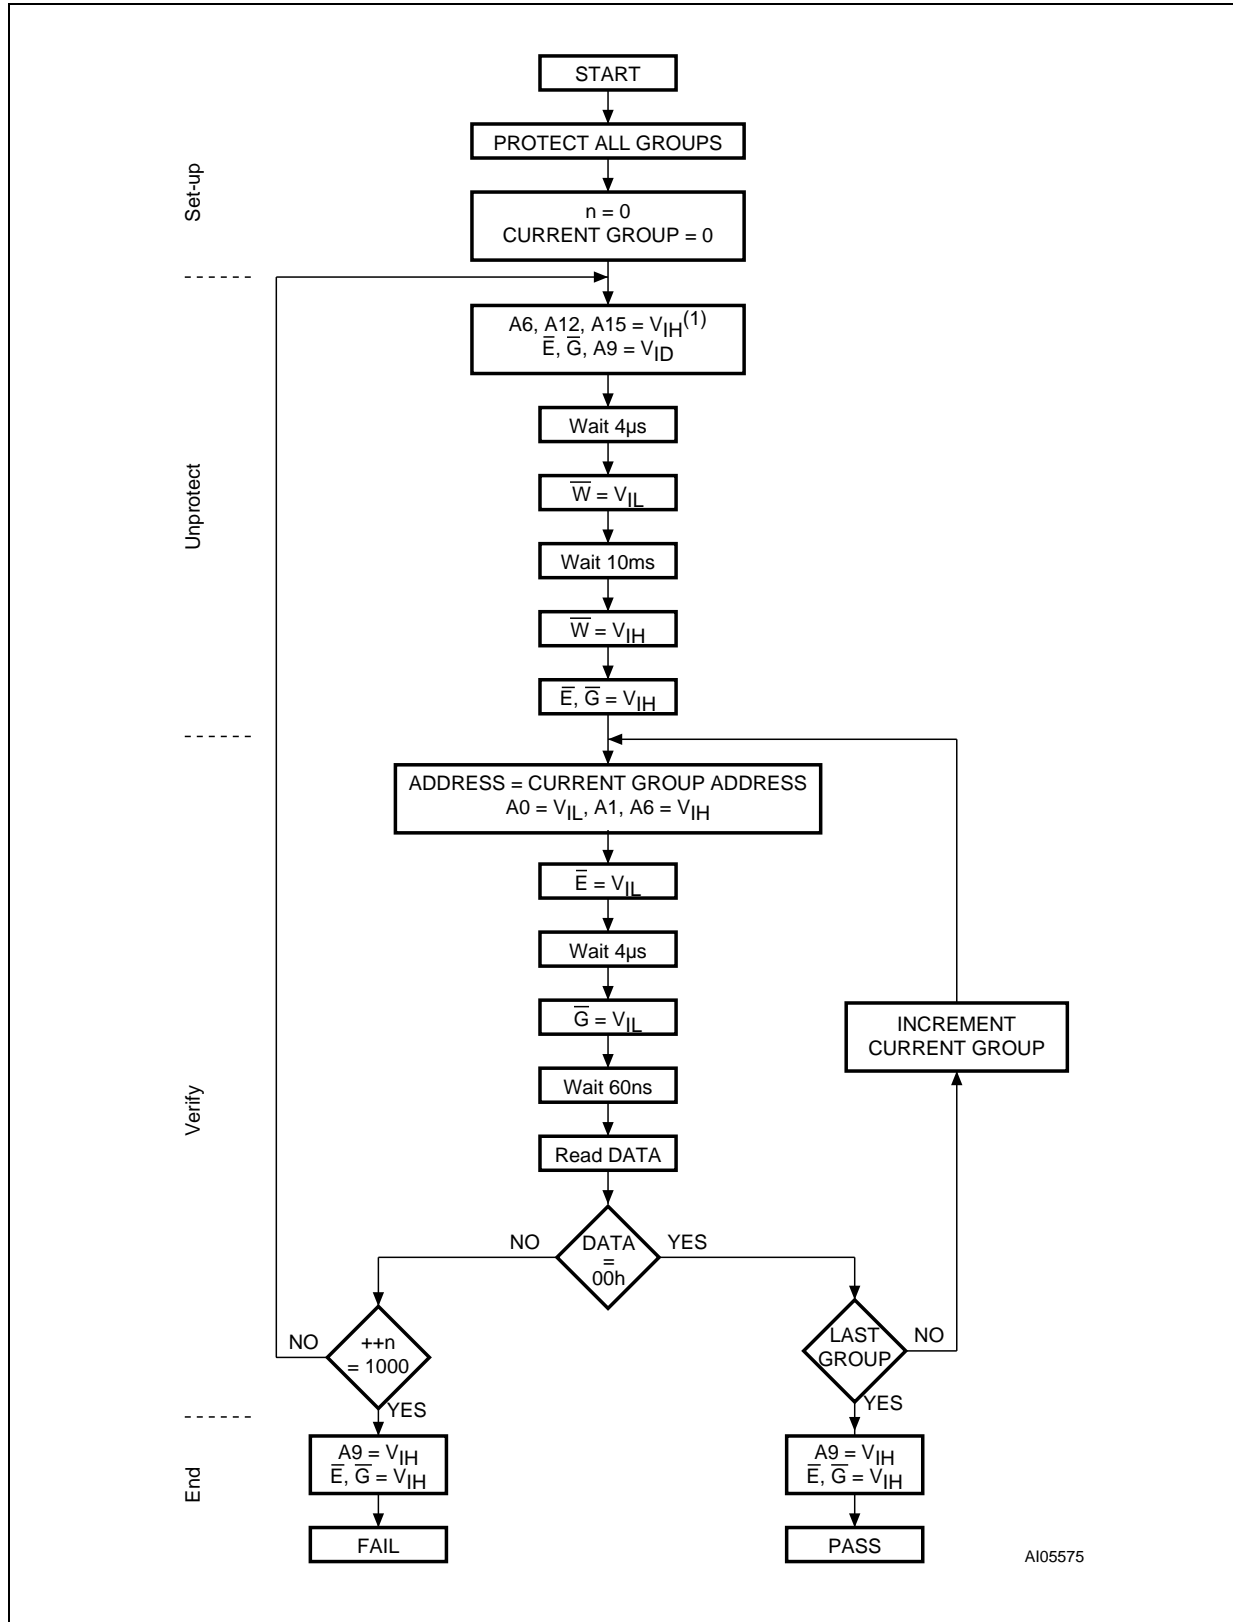 START
PROTECT ALL GROUPS
Set-up
n = 0
CURRENT GROUP = 0
A6, A12, A15 = VIH(1)
E̅, G̅, A9 = VID
Wait 4µs
Unprotect
W̅ = VIL
Wait 10ms
W̅ = VIH
E̅, G̅ = VIH
ADDRESS = CURRENT GROUP ADDRESS
A0 = VIL, A1, A6 = VIH
E̅ = VIL
Wait 4µs
G̅ = VIL
INCREMENT
CURRENT GROUP
Wait 60ns
Verify
Read DATA
NO
DATA
=
00h
YES
NO
++n
= 1000
YES
LAST
GROUP
NO
YES
End
A9 = VIH
E̅, G̅ = VIH
A9 = VIH
E̅, G̅ = VIH
FAIL
PASS
AI05575